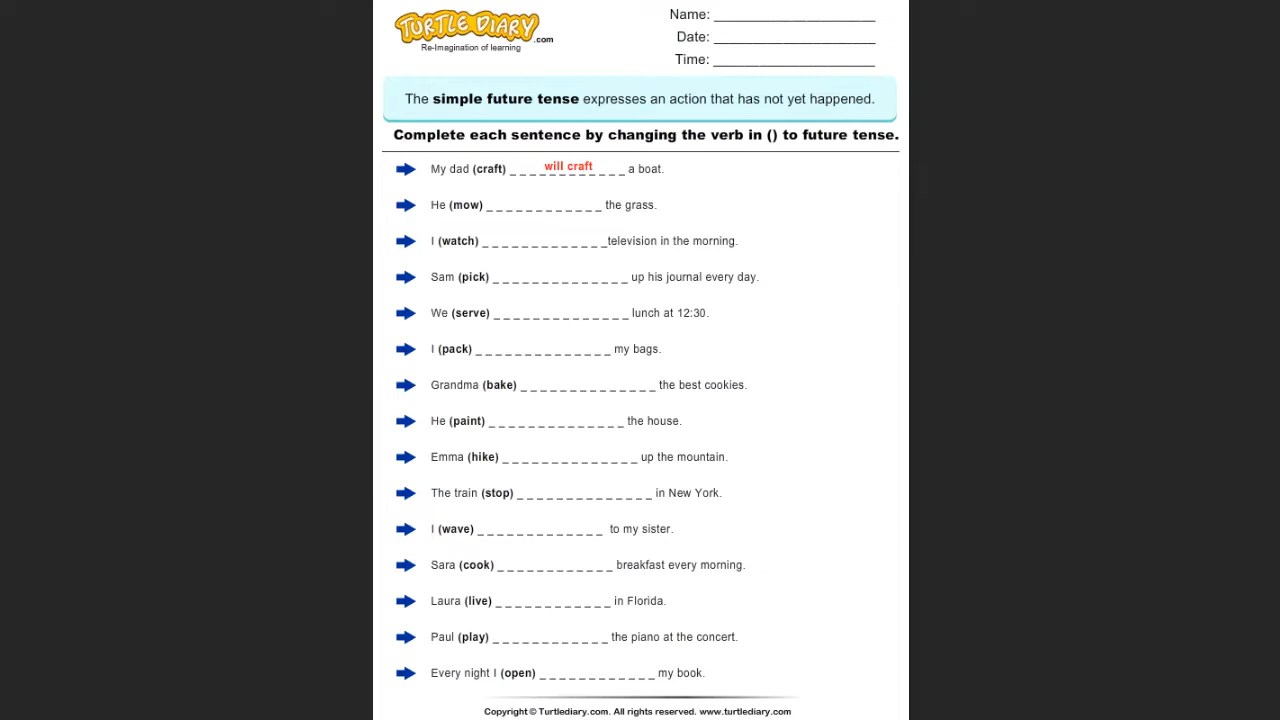 TURTLE DIARY.com
Re-Imagination of learning
Name: _____________________
Date: _____________________
Time: _____________________
The simple future tense expresses an action that has not yet happened.
Complete each sentence by changing the verb in () to future tense.
My dad (craft) _ _ _ _ will craft _ _ _ a boat.
He (mow) _ _ _ _ _ _ _ _ _ _ _ _ the grass.
I (watch) _ _ _ _ _ _ _ _ _ _ _ _ _television in the morning.
Sam (pick) _ _ _ _ _ _ _ _ _ _ _ _ _ _ up his journal every day.
We (serve) _ _ _ _ _ _ _ _ _ _ _ _ _ _ lunch at 12:30.
I (pack) _ _ _ _ _ _ _ _ _ _ _ _ _ _ my bags.
Grandma (bake) _ _ _ _ _ _ _ _ _ _ _ _ _ _ the best cookies.
He (paint) _ _ _ _ _ _ _ _ _ _ _ _ _ _ the house.
Emma (hike) _ _ _ _ _ _ _ _ _ _ _ _ _ _ up the mountain.
The train (stop) _ _ _ _ _ _ _ _ _ _ _ _ _ _ in New York.
I (wave) _ _ _ _ _ _ _ _ _ _ _ _ _ to my sister.
Sara (cook) _ _ _ _ _ _ _ _ _ _ _ _ breakfast every morning.
Laura (live) _ _ _ _ _ _ _ _ _ _ _ _ in Florida.
Paul (play) _ _ _ _ _ _ _ _ _ _ _ _ the piano at the concert.
Every night I (open) _ _ _ _ _ _ _ _ _ _ _ _ my book.
Copyright © Turtlediary.com. All rights reserved. www.turtlediary.com